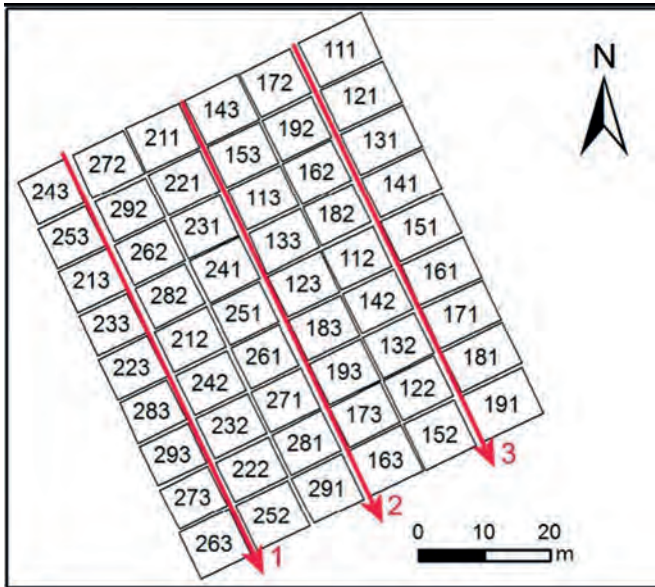 N
243 272 211 143 172 111
253 292 221 153 192 121
213 262 231 113 162 131
233 282 241 133 182 141
223 212 251 123 112 151
283 242 261 183 142 161
293 232 271 193 132 171
273 222 281 173 122 181
263 252 291 163 152 191
1 2 3
0 10 20
m